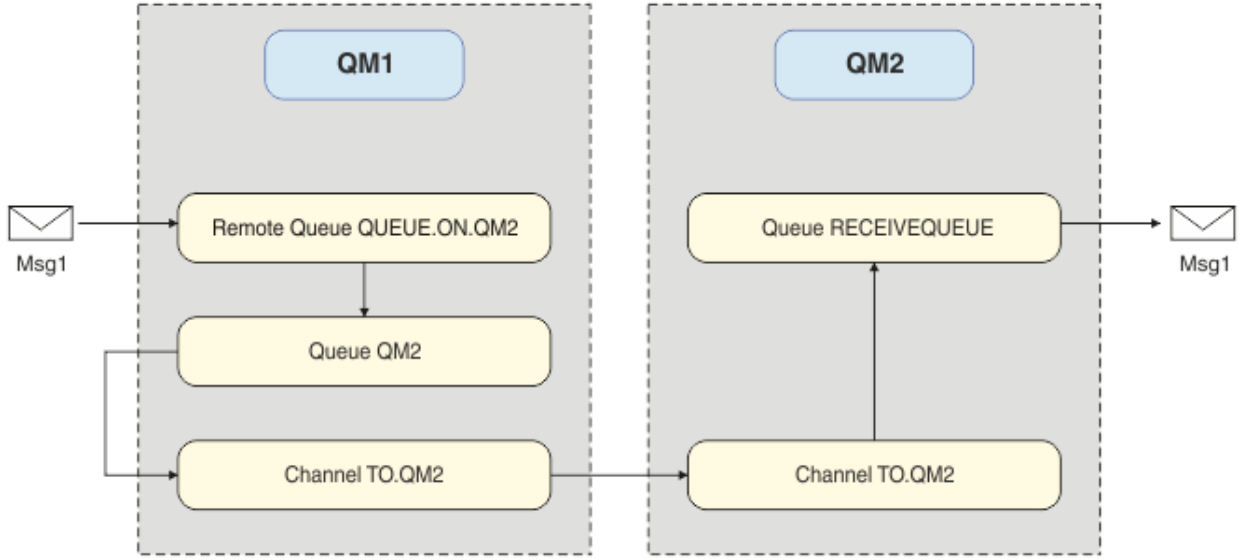 QM1
QM2
Remote Queue QUEUE.ON.QM2
Queue RECEIVEQUEUE
Msg1
Msg1
Queue QM2
Channel TO.QM2
Channel TO.QM2